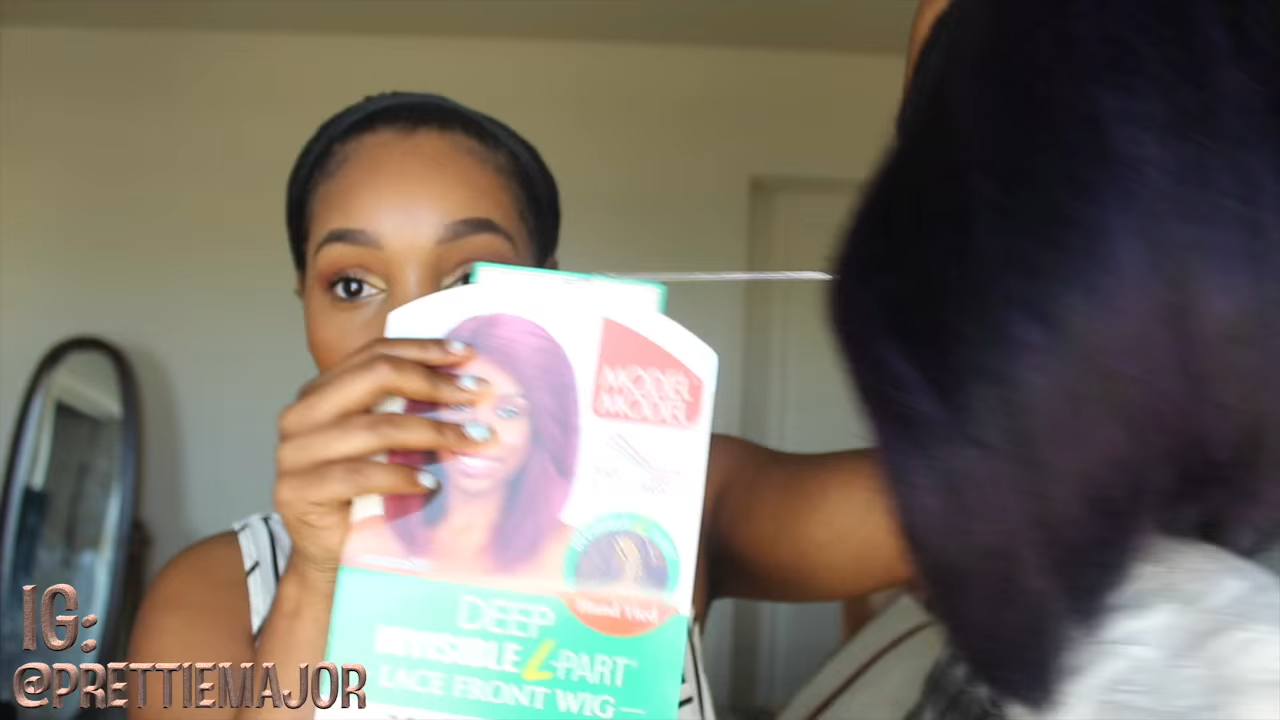 MODEL
MODEL
Hand Tied
DEEP
INVISIBLE L-PART
LACE FRONT WIG
IG:
@PRETTIEMAJOR